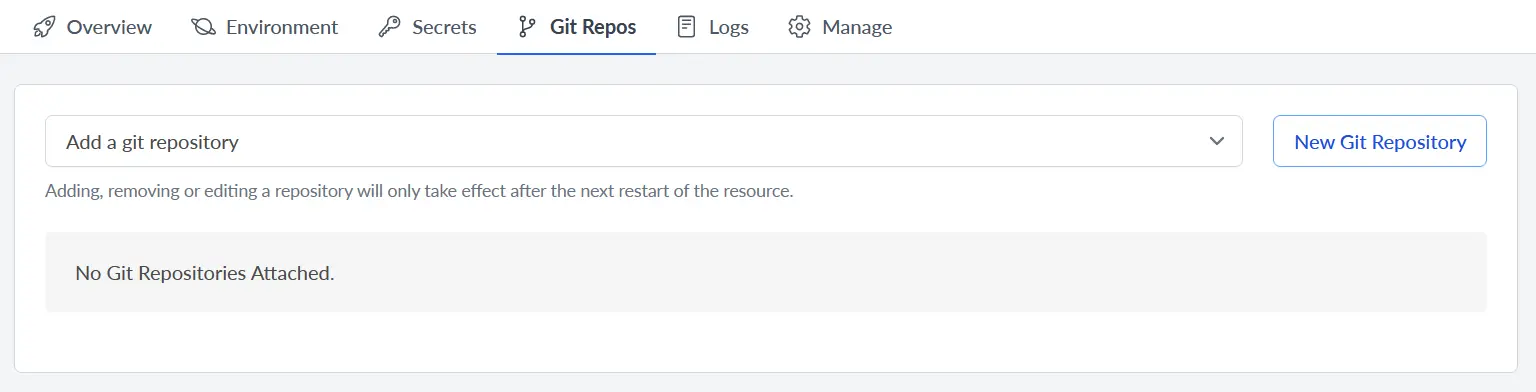 Overview Environment Secrets Git Repos Logs Manage
Add a git repository New Git Repository
Adding, removing or editing a repository will only take effect after the next restart of the resource.
No Git Repositories Attached.